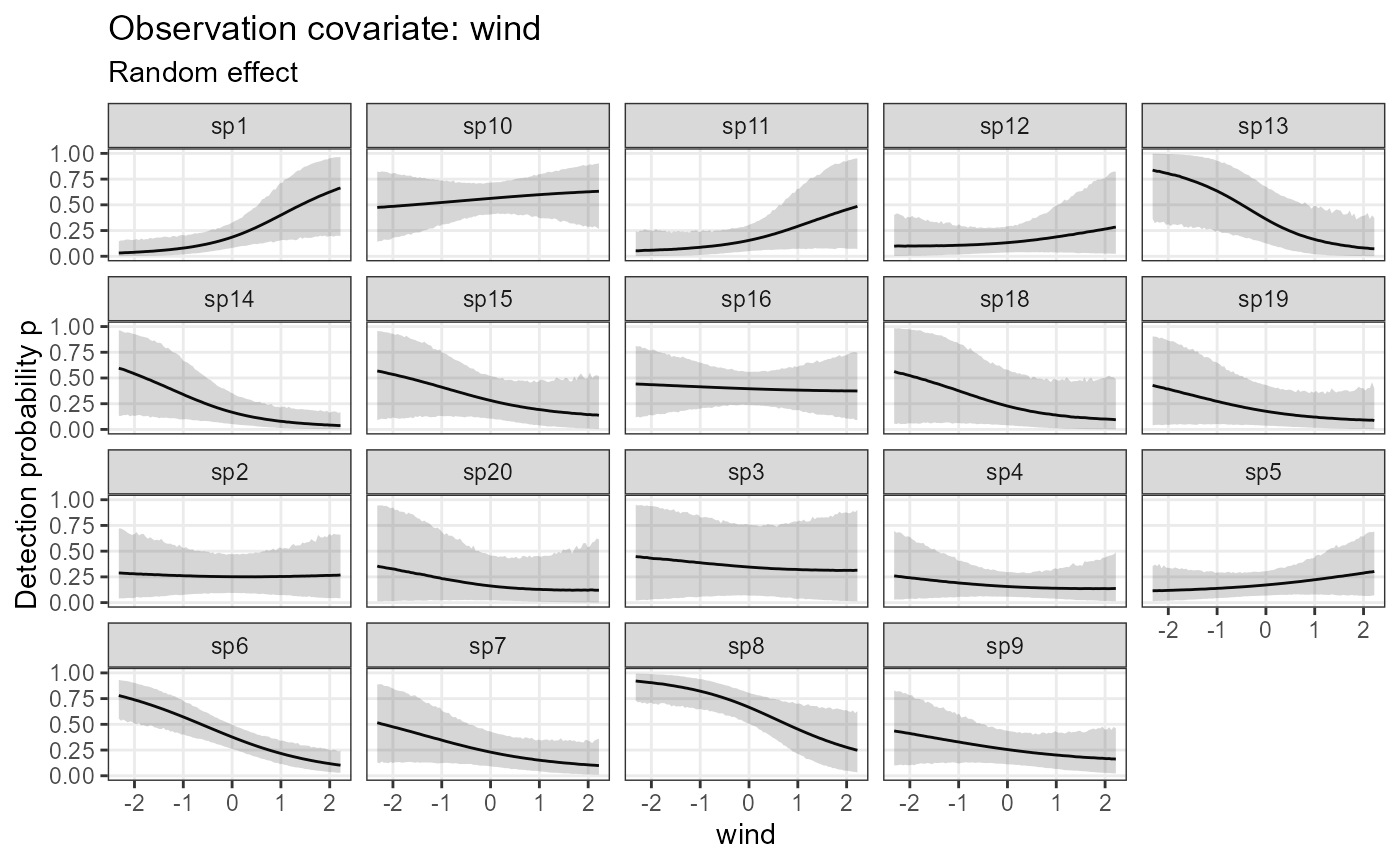 Observation covariate: wind
Random effect
sp1 sp10 sp11 sp12 sp13
1.00
0.75
0.50
0.25
0.00
sp14 sp15 sp16 sp18 sp19
1.00
0.75
0.50
0.25
0.00
sp2 sp20 sp3 sp4 sp5
1.00
0.75
0.50
0.25
0.00
-2 -1 0 1 2
sp6 sp7 sp8 sp9
1.00
0.75
0.50
0.25
0.00
-2 -1 0 1 2 -2 -1 0 1 2 -2 -1 0 1 2 -2 -1 0 1 2
wind
Detection probability p